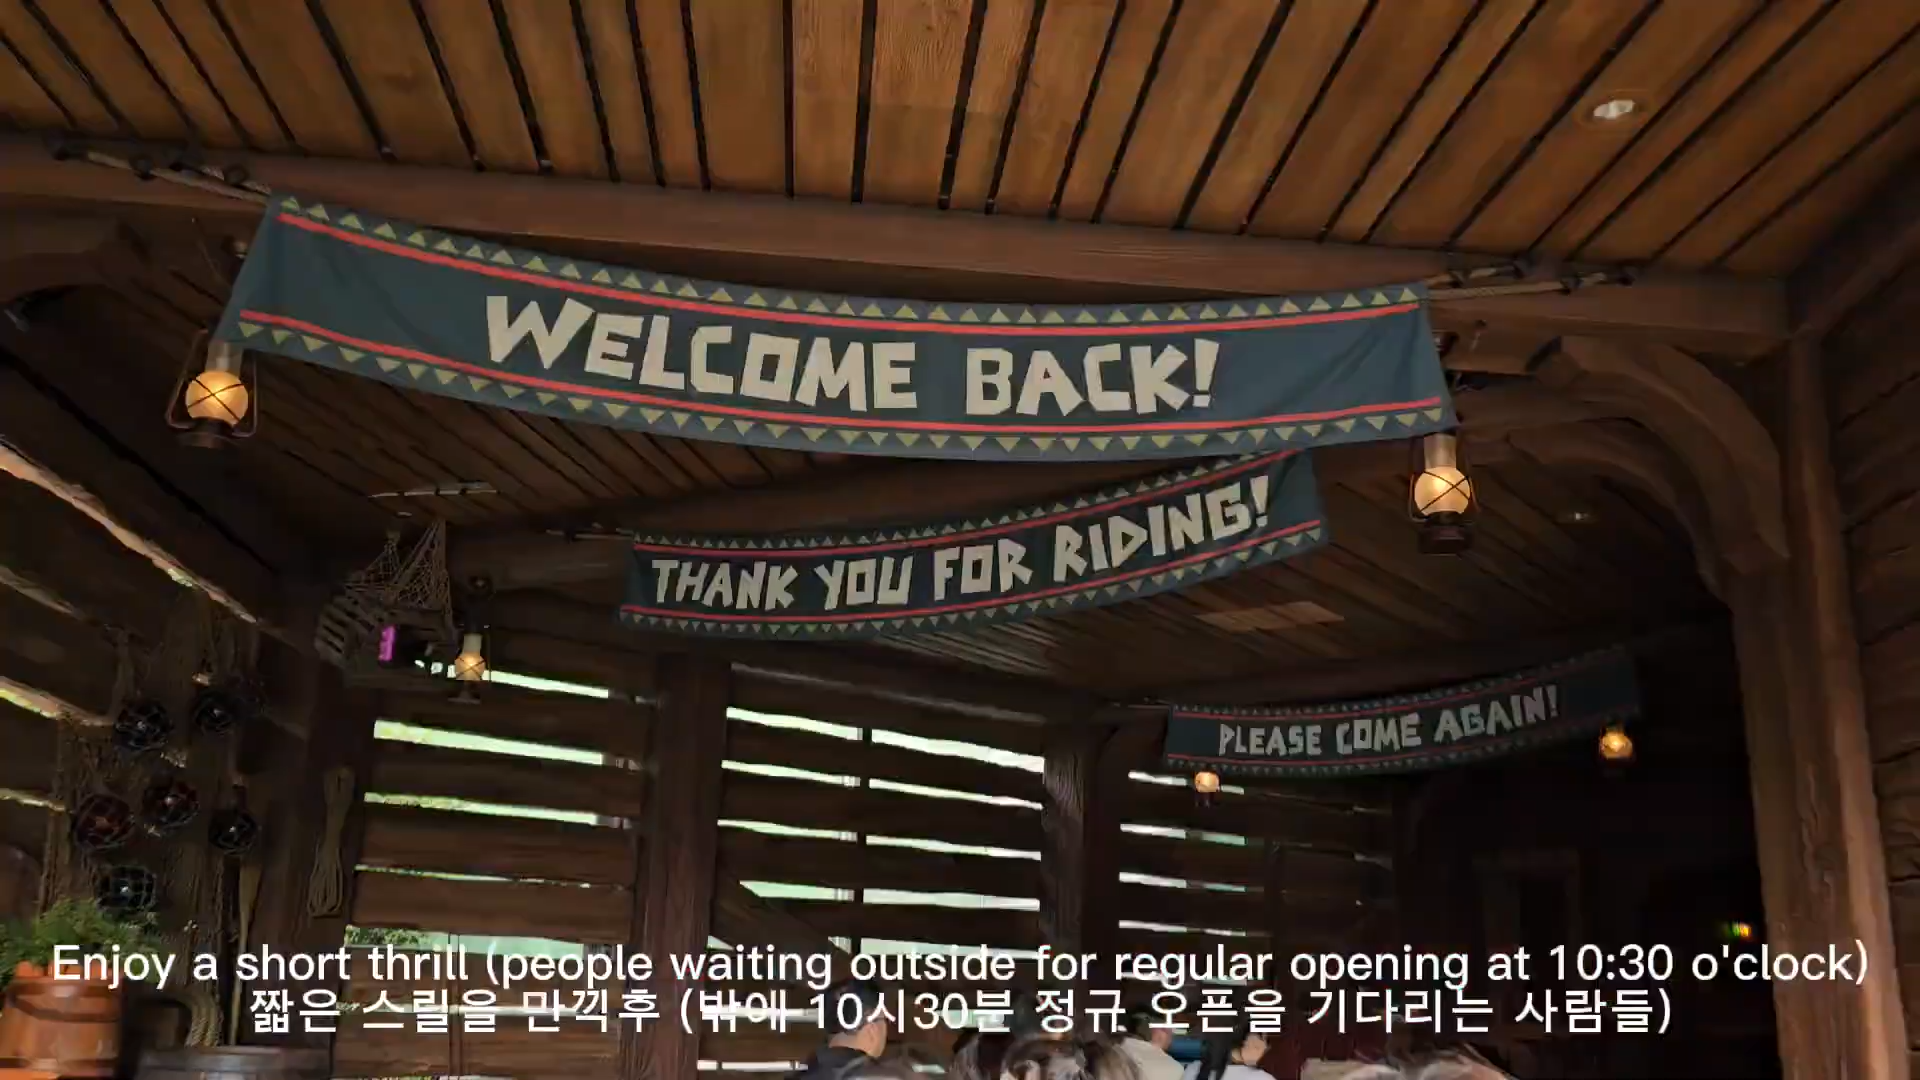 WELCOME BACK!
THANK YOU FOR RIDING!
PLEASE COME AGAIN!
Enjoy a short thrill (people waiting outside for regular opening at 10:30 o'clock)
짧은 스릴을 만끽후 (밖에 10시30분 정규 오픈을 기다리는 사람들)